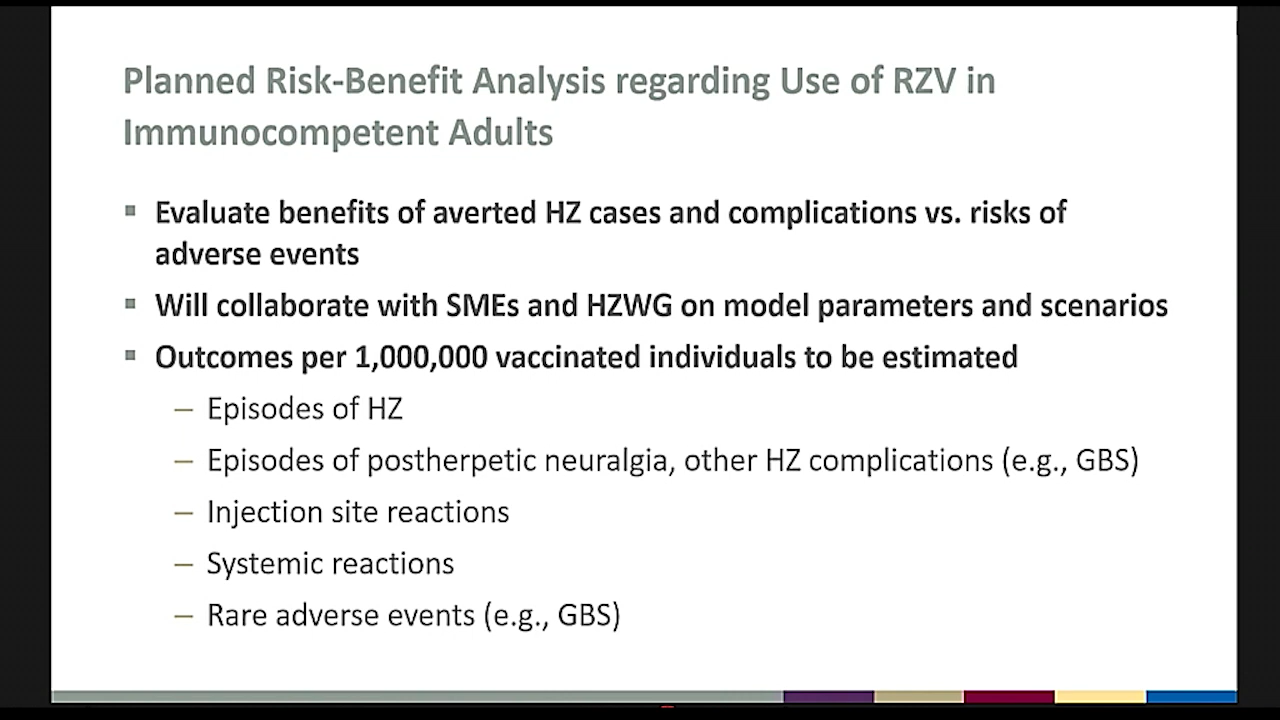 Planned Risk-Benefit Analysis regarding Use of RZV in
Immunocompetent Adults
▪ Evaluate benefits of averted HZ cases and complications vs. risks of
adverse events
▪ Will collaborate with SMEs and HZWG on model parameters and scenarios
▪ Outcomes per 1,000,000 vaccinated individuals to be estimated
– Episodes of HZ
– Episodes of postherpetic neuralgia, other HZ complications (e.g., GBS)
– Injection site reactions
– Systemic reactions
– Rare adverse events (e.g., GBS)